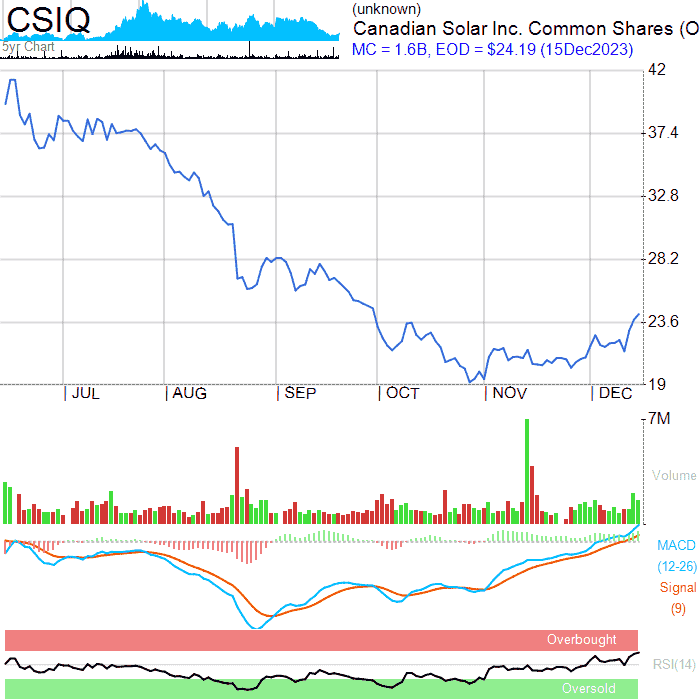 CSIQ
5yr Chart
(unknown)
Canadian Solar Inc. Common Shares (O
MC = 1.6B, EOD = $24.19 (15Dec2023)
42
37.4
32.8
28.2
23.6
19
JUL AUG SEP OCT NOV DEC
7M
Volume
MACD
(12-26)
Signal
(9)
Overbought
RSI(14)
Oversold